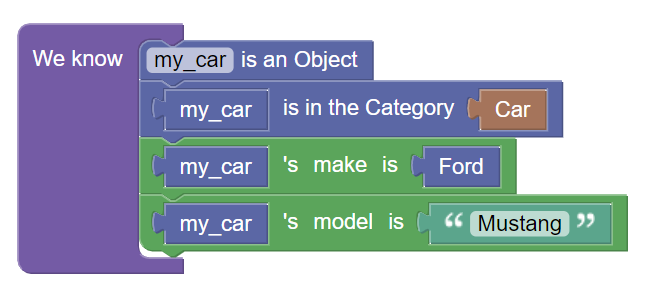 We know my_car is an Object
my_car is in the Category Car
my_car 's make is Ford
my_car 's model is “ Mustang ”